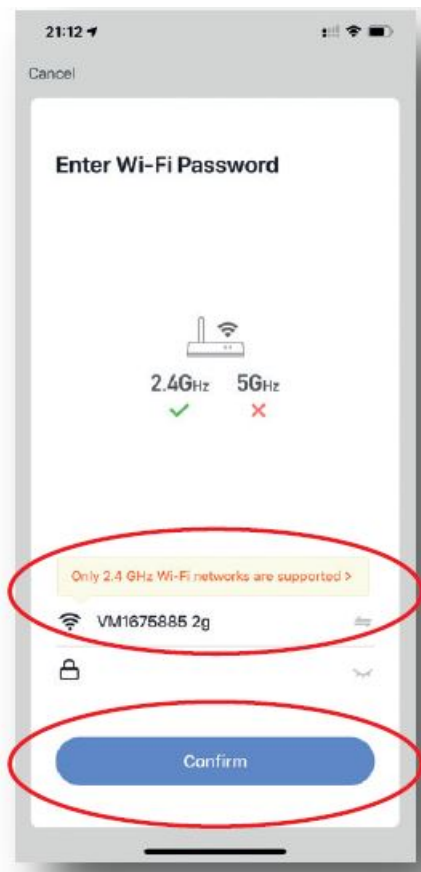 21:12
Cancel
Enter Wi-Fi Password
2.4GHz 5GHz
Only 2.4 GHz Wi-Fi networks are supported >
VM1675885 2g
Confirm